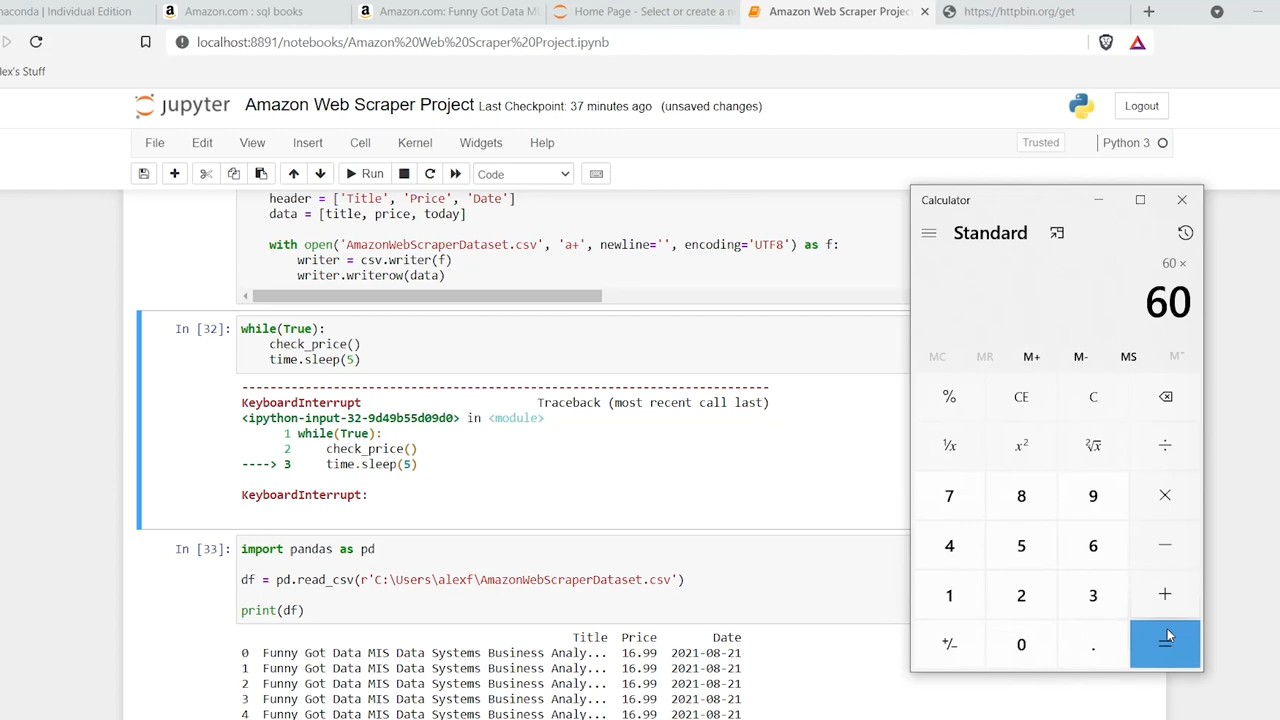 naconda | Individual Edition
Amazon.com : sql books
Amazon.com: Funny Got Data M
Home Page - Select or create a n
Amazon Web Scraper Project
https://httpbin.org/get
localhost:8891/notebooks/Amazon%20Web%20Scraper%20Project.ipynb
lex's Stuff
jupyter Amazon Web Scraper Project Last Checkpoint: 37 minutes ago (unsaved changes)
Logout
File Edit View Insert Cell Kernel Widgets Help
Trusted
Python 3
Run
Code
header = ['Title', 'Price', 'Date']
data = [title, price, today]
with open('AmazonWebScraperDataset.csv', 'a+', newline='', encoding='UTF8') as f:
writer = csv.writer(f)
writer.writerow(data)
In [32]: while(True):
check_price()
time.sleep(5)
---------------------------------------------------------------------------
KeyboardInterrupt Traceback (most recent call last)
<ipython-input-32-9d49b55d09d0> in <module>
1 while(True):
2 check_price()
----> 3 time.sleep(5)
KeyboardInterrupt:
In [33]: import pandas as pd
df = pd.read_csv(r'C:\Users\alexf\AmazonWebScraperDataset.csv')
print(df)
Title Price Date
0 Funny Got Data MIS Data Systems Business Analy... 16.99 2021-08-21
1 Funny Got Data MIS Data Systems Business Analy... 16.99 2021-08-21
2 Funny Got Data MIS Data Systems Business Analy... 16.99 2021-08-21
3 Funny Got Data MIS Data Systems Business Analy... 16.99 2021-08-21
4 Funny Got Data MIS Data Systems Business Analy... 16.99 2021-08-21
Calculator
Standard
60 ×
60
MC MR M+ M- MS M˅
% CE C
¹/x x² ²√x ÷
7 8 9 ×
4 5 6 −
1 2 3 +
+/− 0 . =